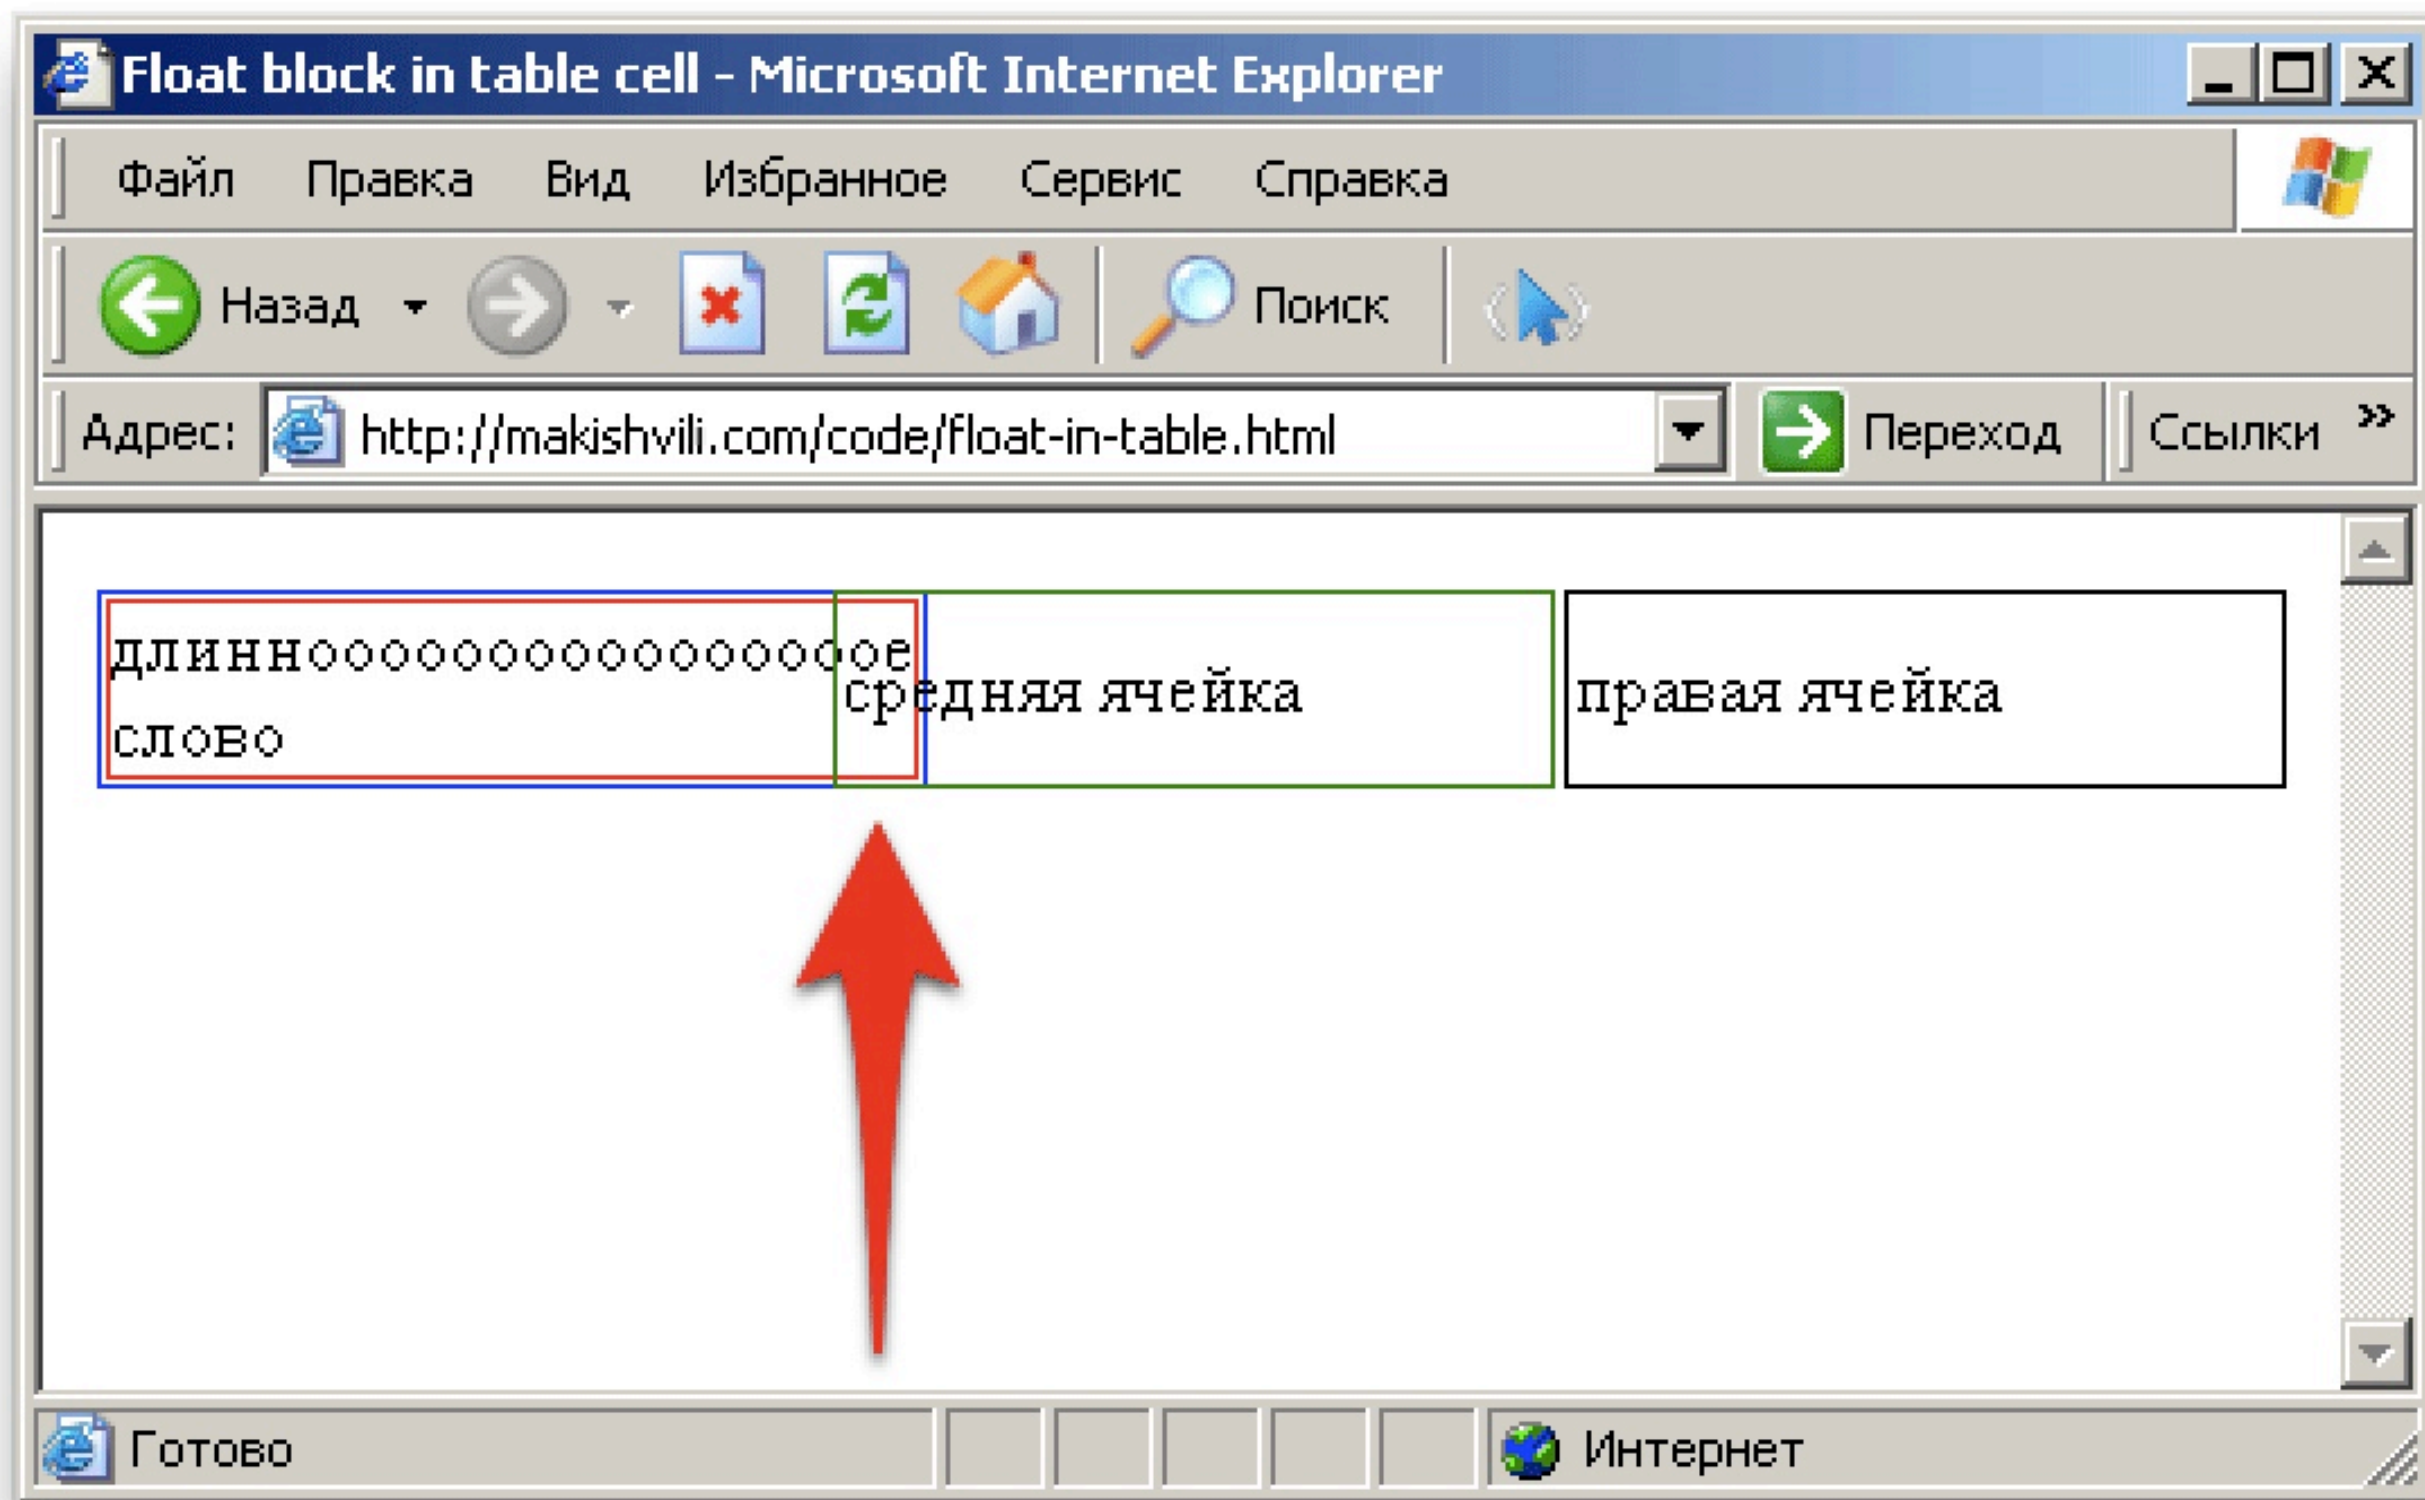 Float block in table cell - Microsoft Internet Explorer
Файл Правка Вид Избранное Сервис Справка
Назад Поиск
Адрес: http://makishvili.com/code/float-in-table.html Переход Ссылки »
длинноooooooooooooooое
слово
средняя ячейка
правая ячейка
Готово Интернет